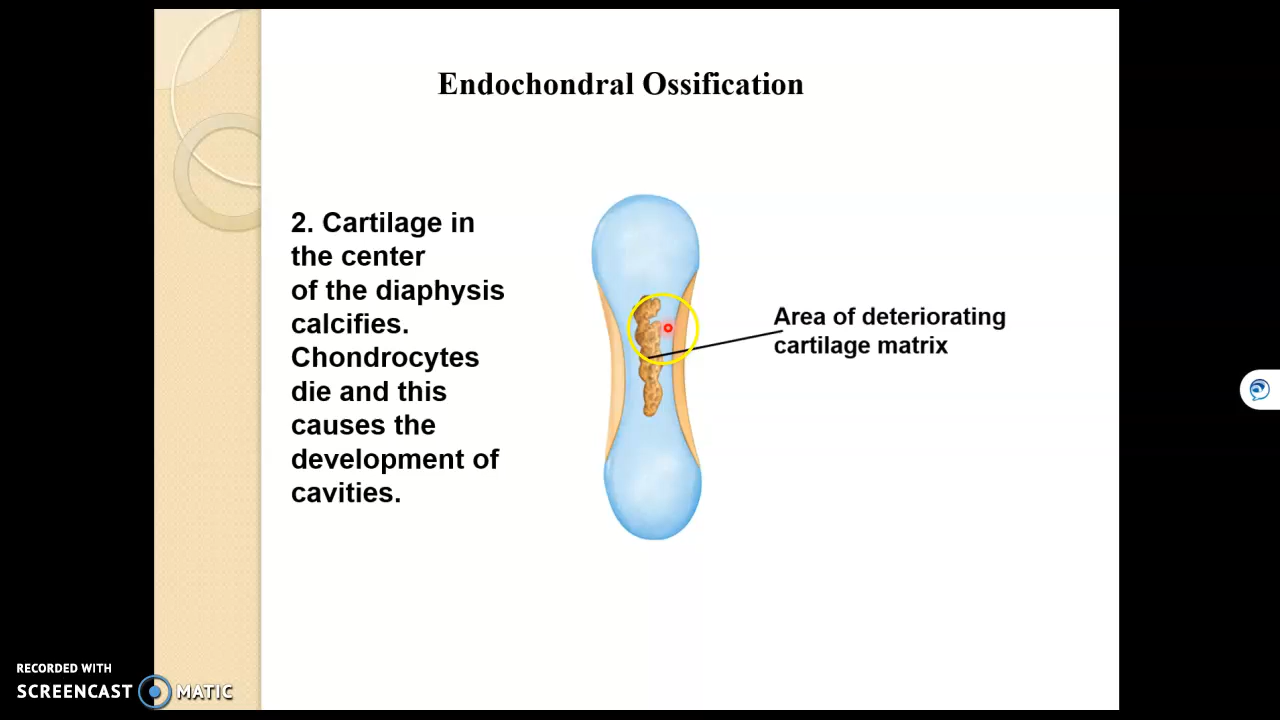 Endochondral Ossification
2. Cartilage in
the center
of the diaphysis
calcifies.
Chondrocytes
die and this
causes the
development of
cavities.
Area of deteriorating
cartilage matrix
RECORDED WITH
SCREENCAST MATIC